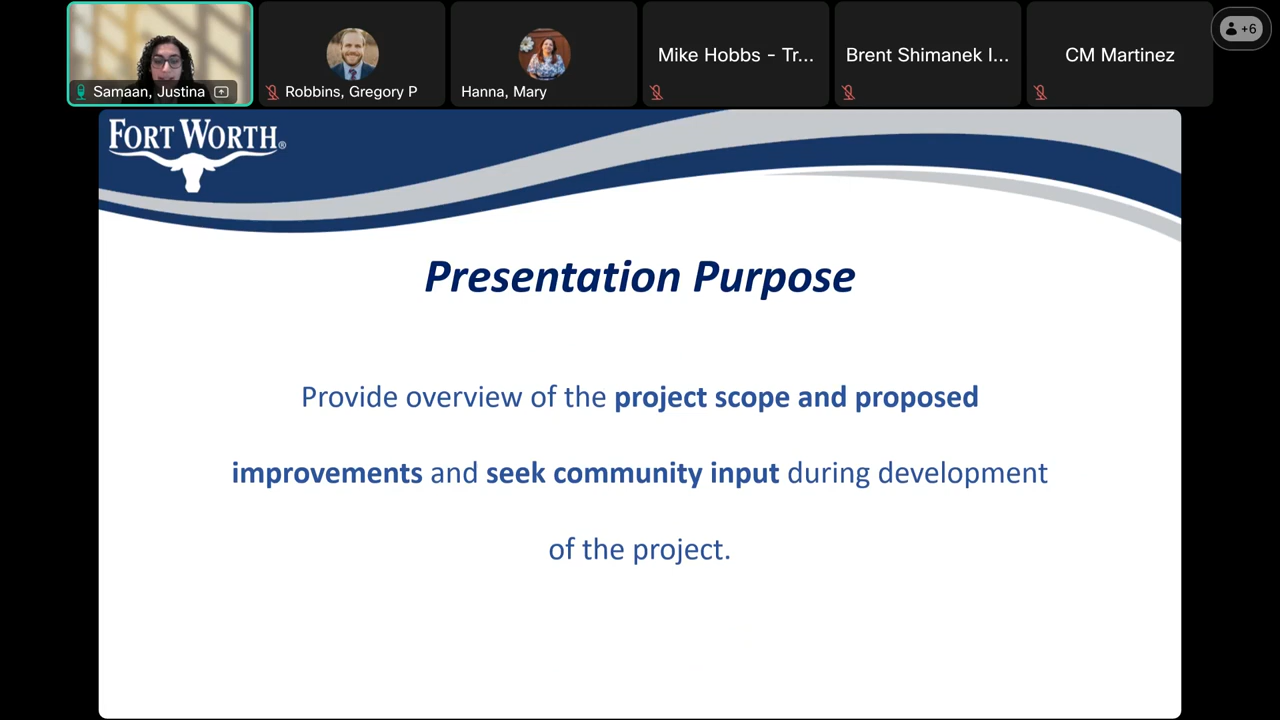 Samaan, Justina
Robbins, Gregory P
Hanna, Mary
Mike Hobbs - Tr...
Brent Shimanek I...
CM Martinez
+6
FORT WORTH®
Presentation Purpose
Provide overview of the project scope and proposed
improvements and seek community input during development
of the project.